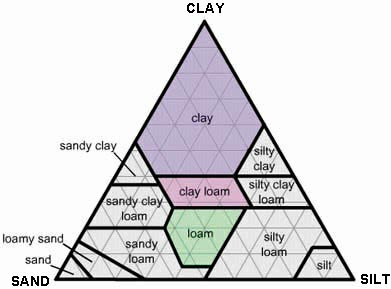 CLAY
clay
sandy clay
silty
clay
clay loam
silty clay
loam
sandy clay
loam
loamy sand
sandy
loam
loam
silty
loam
sand
silt
SAND
SILT